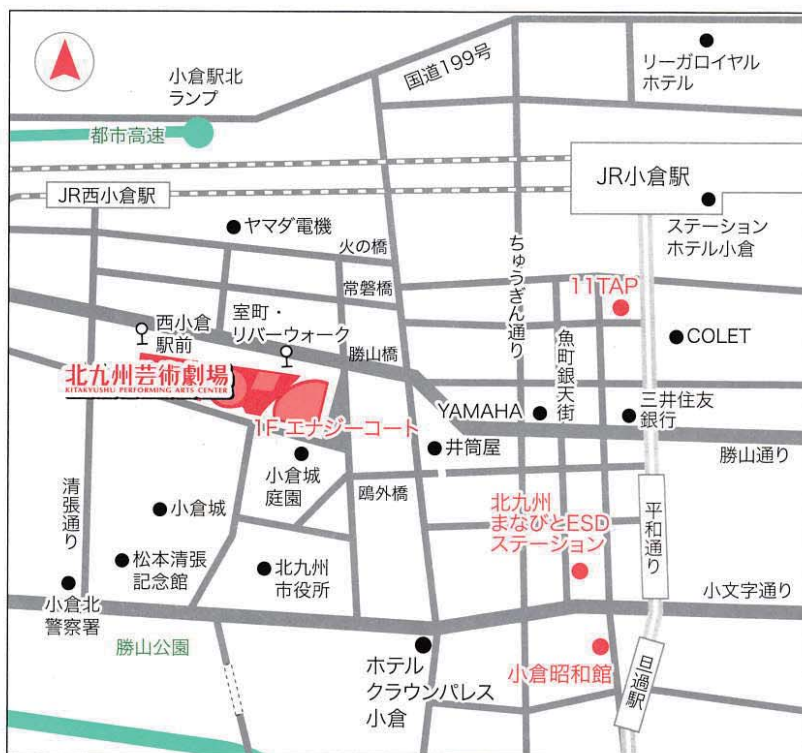 小倉駅北
ランプ
国道199号
リーガロイヤル
ホテル
都市高速
JR小倉駅
JR西小倉駅
ステーション
ホテル小倉
ヤマダ電機
火の橋
常磐橋
ちゅうぎん通り
11TAP
西小倉
駅前
室町・
リバーウォーク
勝山橋
魚町銀天街
COLET
北九州芸術劇場
KITAKYUSHU PERFORMING ARTS CENTER
1F エナジーコート
YAMAHA
三井住友
銀行
井筒屋
勝山通り
小倉城
庭園
鴎外橋
清張通り
小倉城
北九州
まなびとESD
ステーション
平和通り
松本清張
記念館
北九州
市役所
小倉北
警察署
小文字通り
勝山公園
ホテル
クラウンパレス
小倉
小倉昭和館
旦過駅